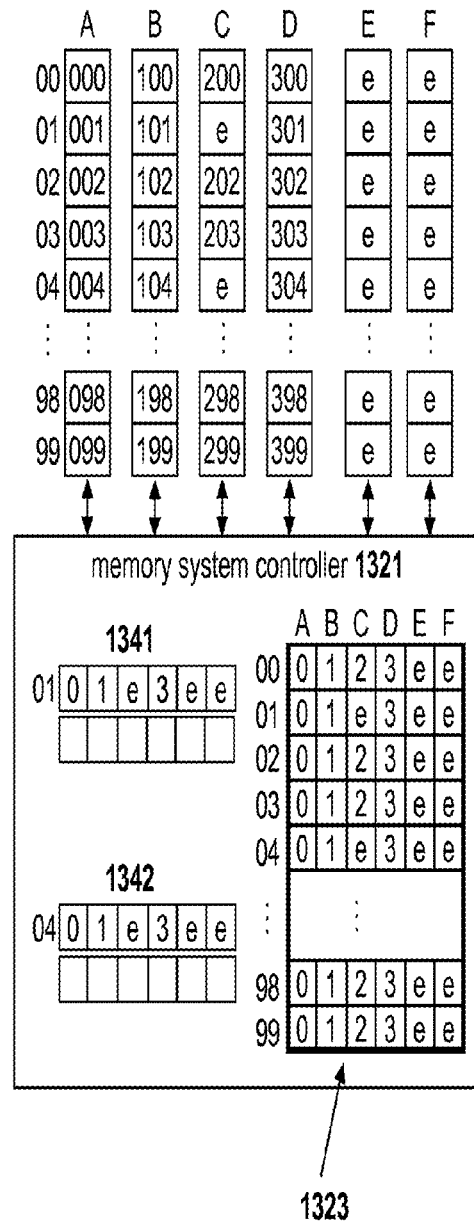 A B C D E F
00 000 100 200 300 e e
01 001 101 e 301 e e
02 002 102 202 302 e e
03 003 103 203 303 e e
04 004 104 e 304 e e
98 098 198 298 398 e e
99 099 199 299 399 e e
memory system controller 1321
1341
01 0 1 e 3 e e
1342
04 0 1 e 3 e e
A B C D E F
00 0 1 2 3 e e
01 0 1 e 3 e e
02 0 1 2 3 e e
03 0 1 2 3 e e
04 0 1 e 3 e e
98 0 1 2 3 e e
99 0 1 2 3 e e
1323